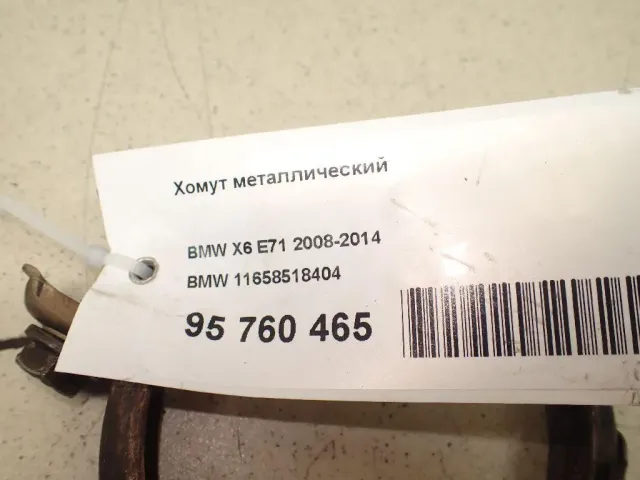 Хомут металлический
BMW X6 E71 2008-2014
BMW 11658518404
95 760 465